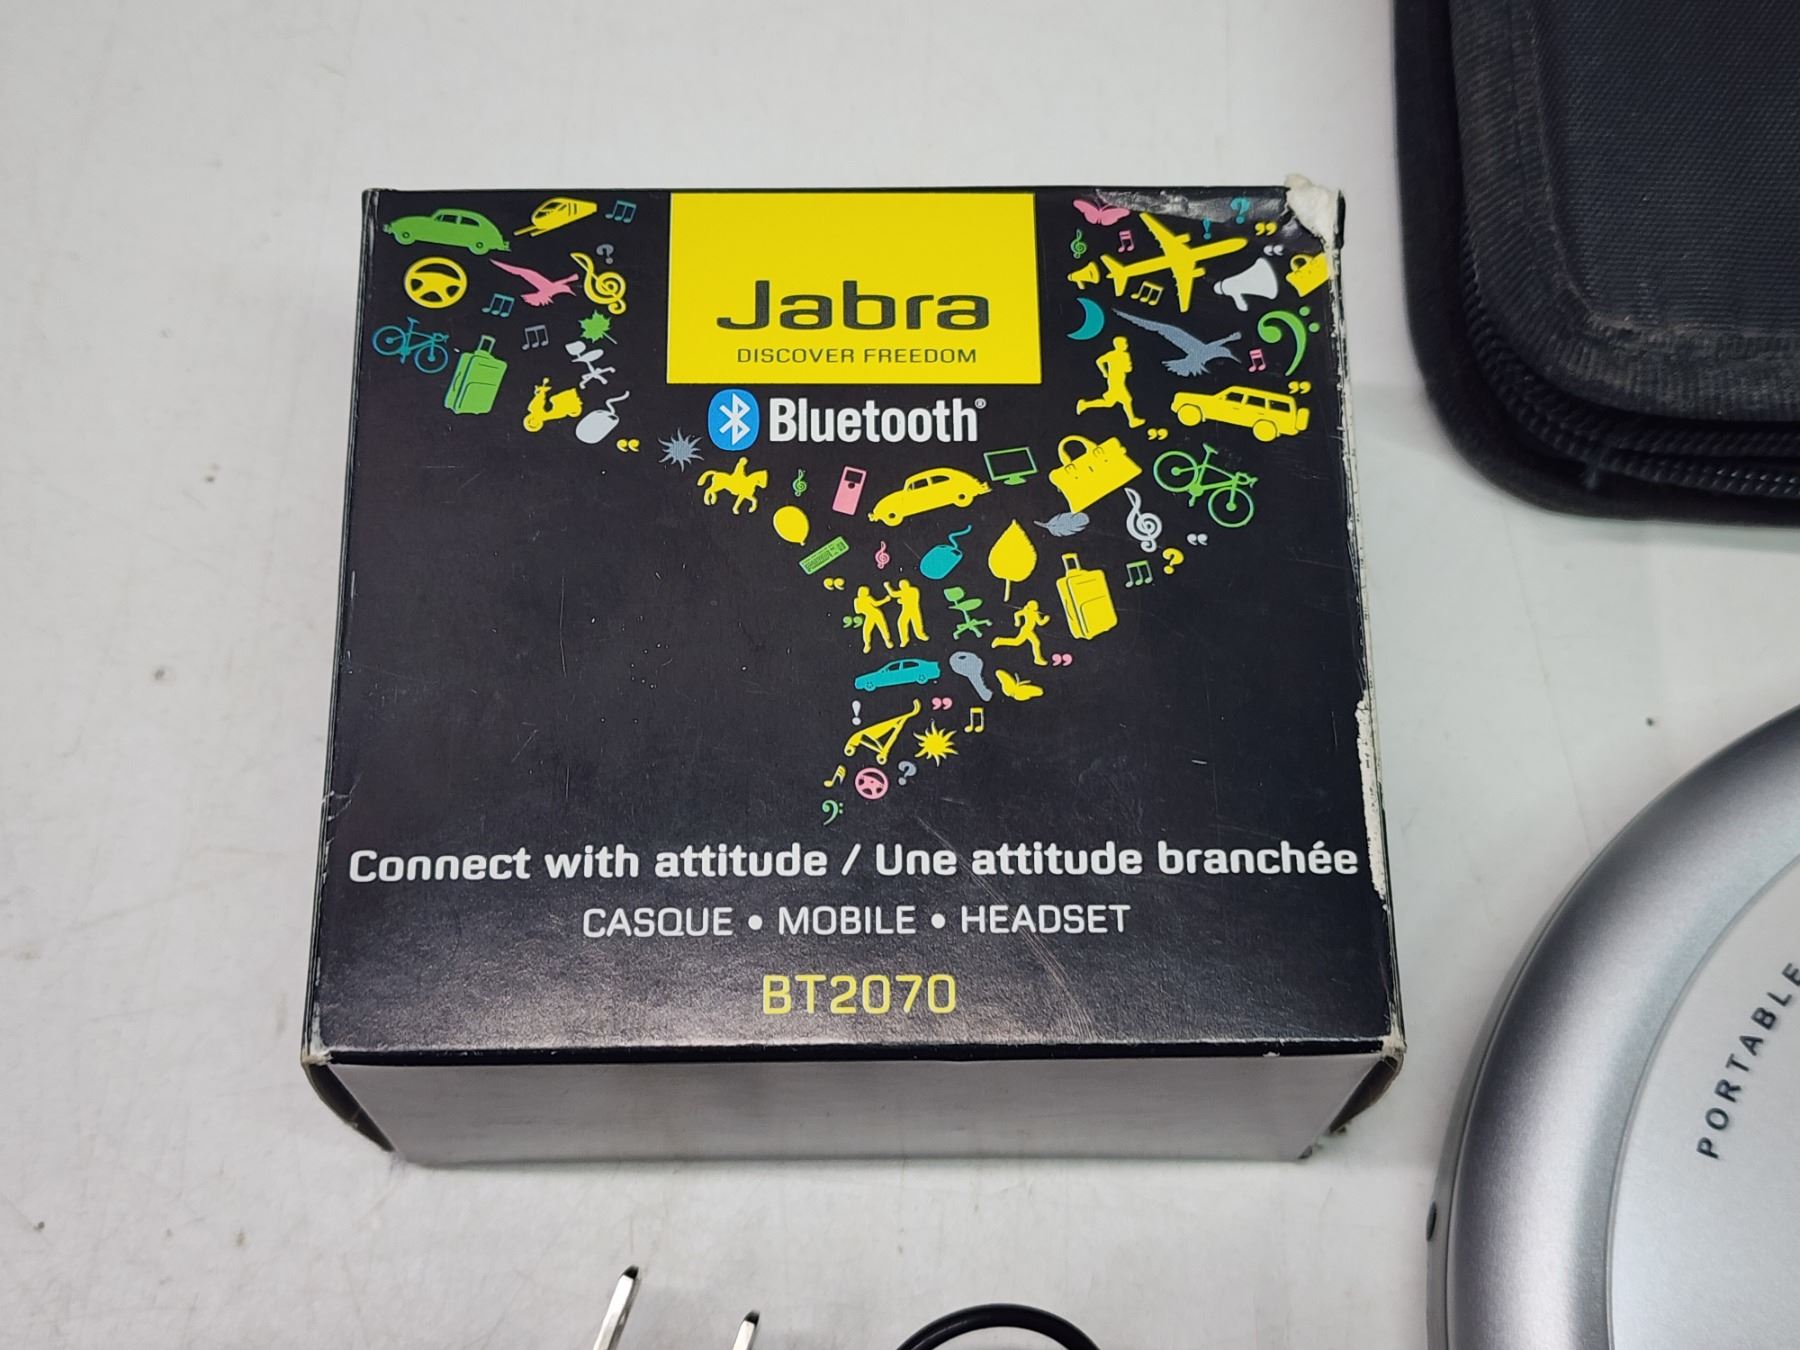 Jabra
DISCOVER FREEDOM
Bluetooth®
Connect with attitude / Une attitude branchée
CASQUE • MOBILE • HEADSET
BT2070
PORTABLE